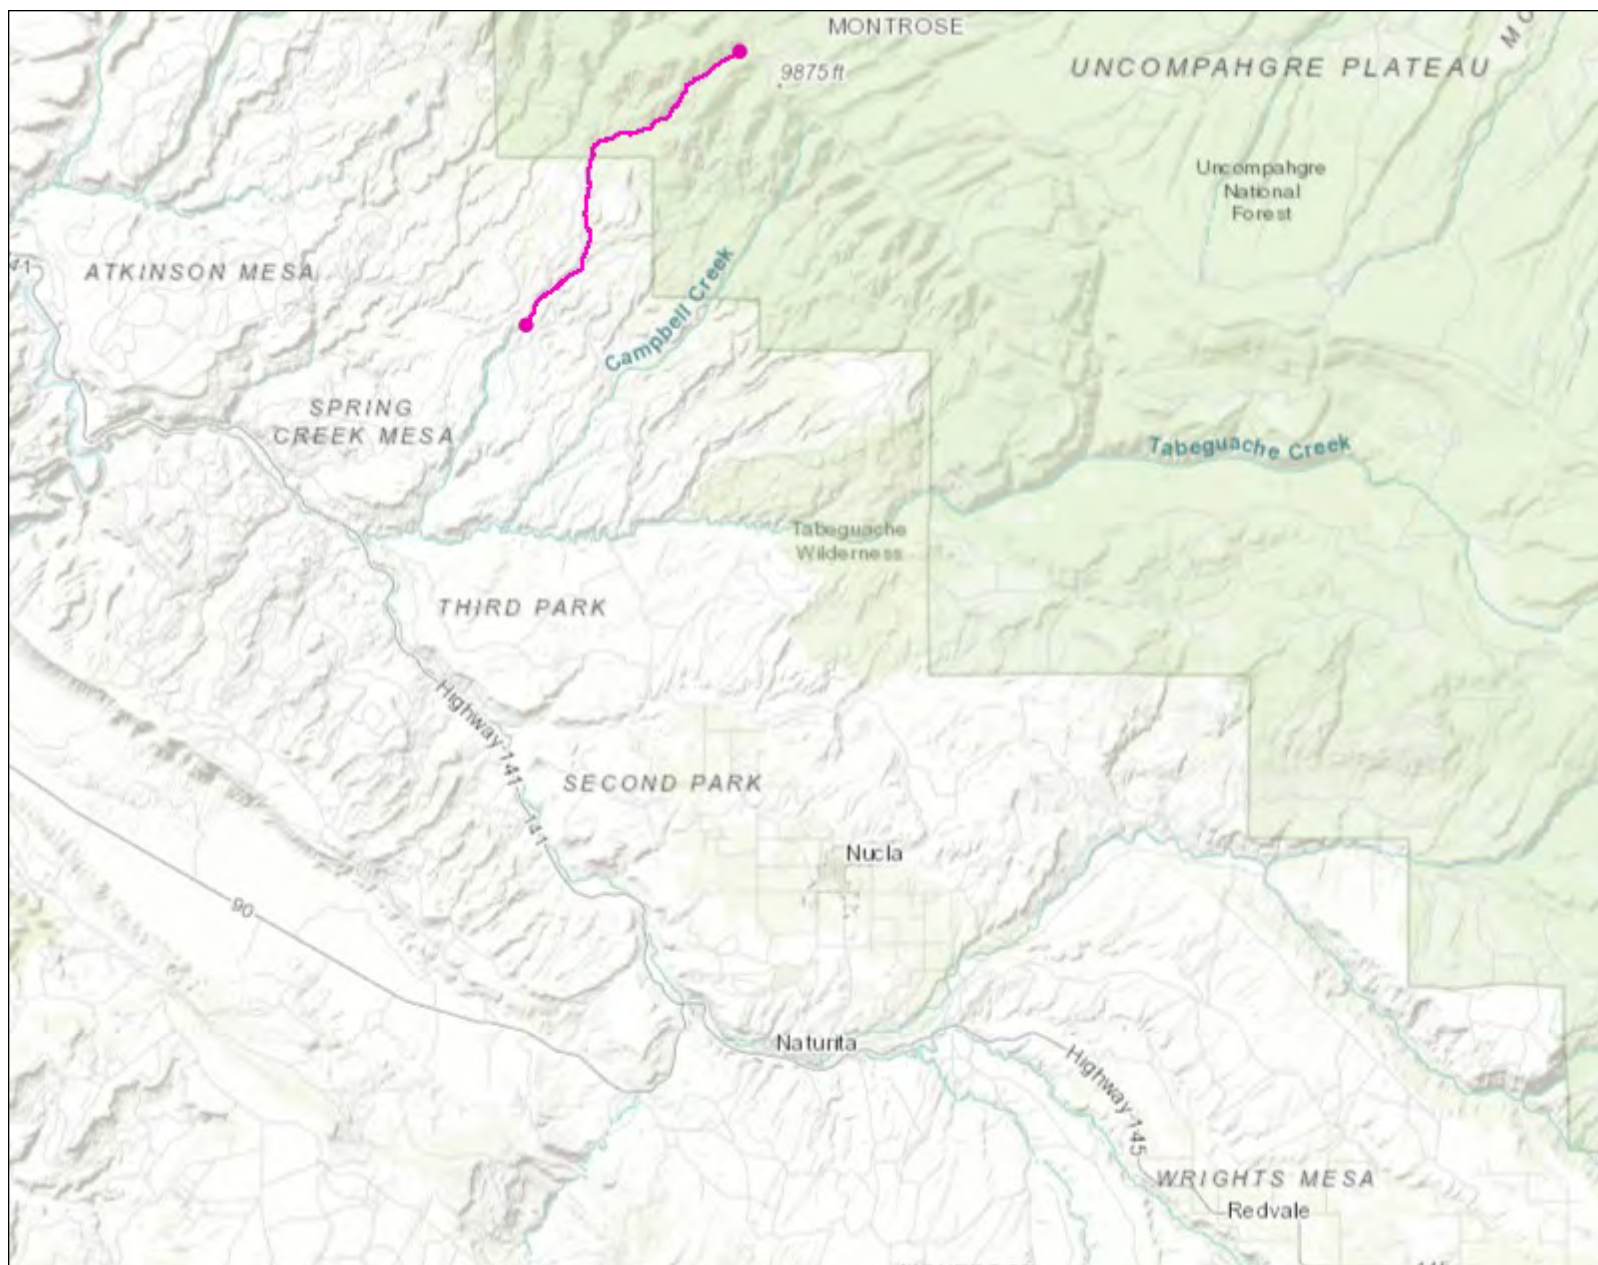 MONTROSE
9875 ft
UNCOMPAHGRE PLATEAU
Uncompahgre
National
Forest
41
ATKINSON MESA
Campbell Creek
SPRING
CREEK MESA
Tabeguache Creek
Tabeguache
Wilderness
THIRD PARK
Highway 141
141
SECOND PARK
Nucla
90
Naturita
Highway 145
WRIGHTS MESA
Redvale